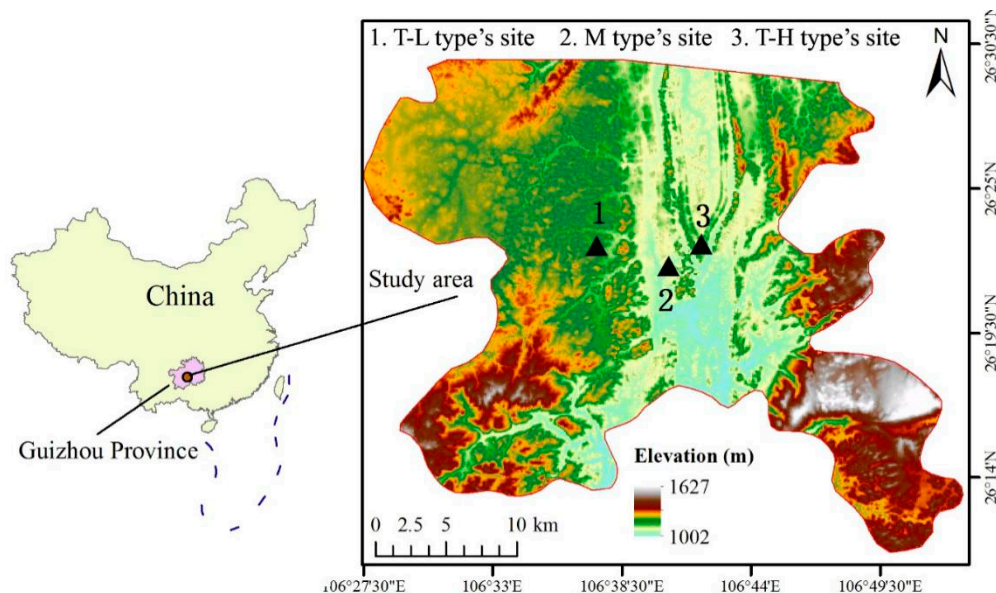 1. T-L type's site 2. M type's site 3. T-H type's site
N
26°30'30"N
26°25'N
26°19'30"N
26°14'N
1
3
2
China
Study area
Guizhou Province
Elevation (m)
1627
1002
0 2.5 5 10 km
106°27'30"E 106°33'E 106°38'30"E 106°44'E 106°49'30"E